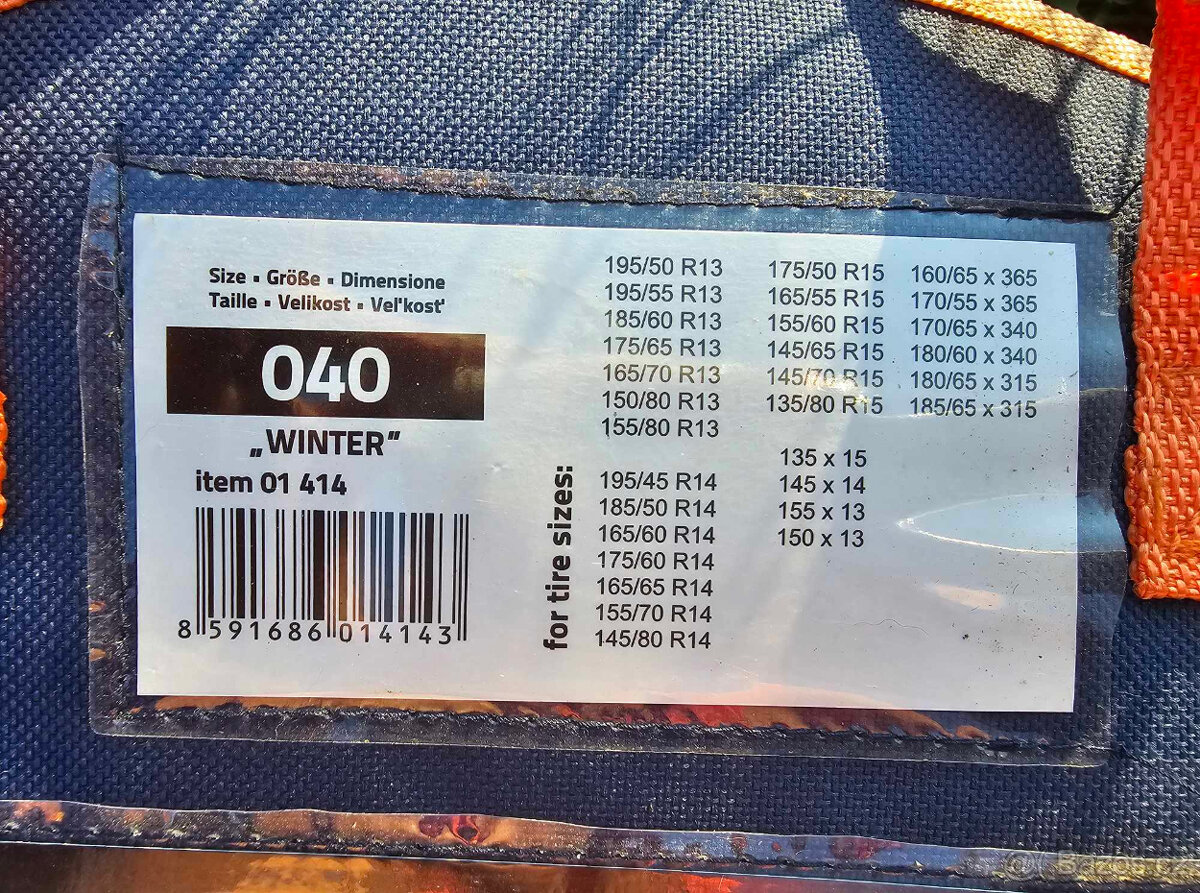 Size ▪ Größe ▪ Dimensione
Taille ▪ Velikost ▪ Vel'kost'
040
„WINTER"
item 01 414
8 591686 014143
for tire sizes:
195/50 R13
195/55 R13
185/60 R13
175/65 R13
165/70 R13
150/80 R13
155/80 R13
195/45 R14
185/50 R14
165/60 R14
175/60 R14
165/65 R14
155/70 R14
145/80 R14
175/50 R15
165/55 R15
155/60 R15
145/65 R15
145/70 R15
135/80 R15
135 x 15
145 x 14
155 x 13
150 x 13
160/65 x 365
170/55 x 365
170/65 x 340
180/60 x 340
180/65 x 315
185/65 x 315